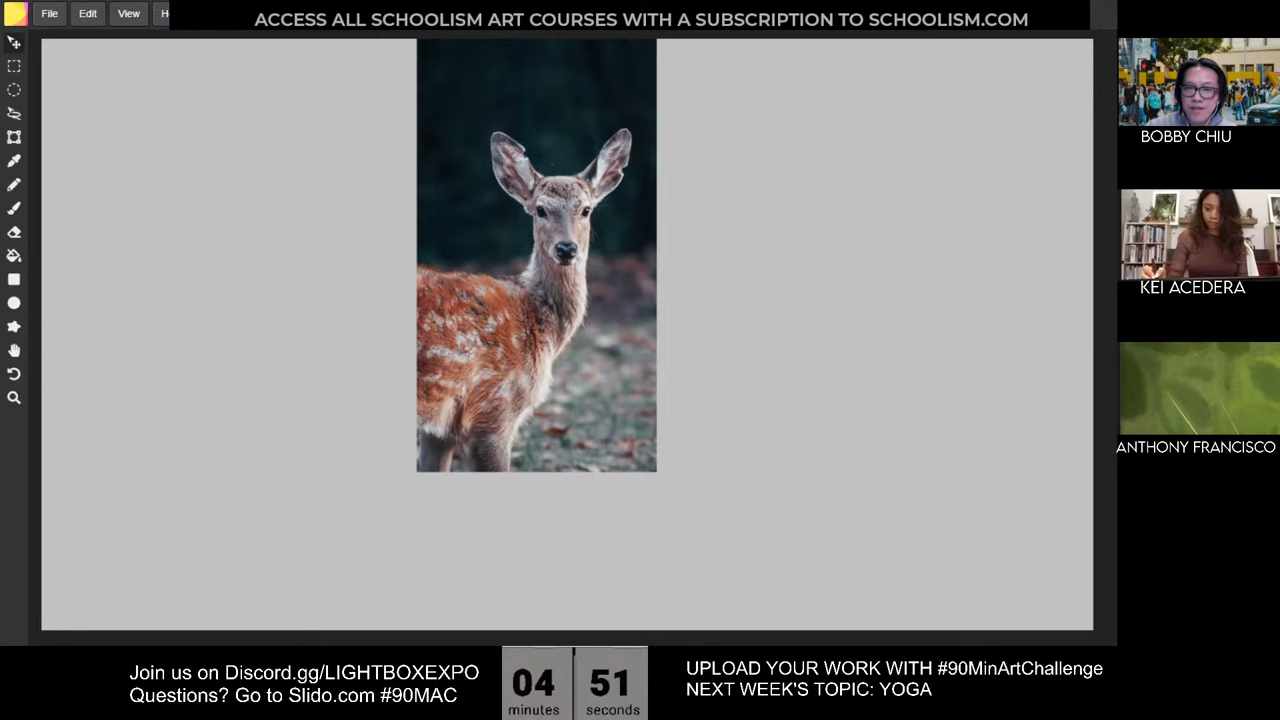 File Edit View H
ACCESS ALL SCHOOLISM ART COURSES WITH A SUBSCRIPTION TO SCHOOLISM.COM
BOBBY CHIU
KEI ACEDERA
ANTHONY FRANCISCO
Join us on Discord.gg/LIGHTBOXEXPO
Questions? Go to Slido.com #90MAC
04 51
minutes seconds
UPLOAD YOUR WORK WITH #90MinArtChallenge
NEXT WEEK'S TOPIC: YOGA